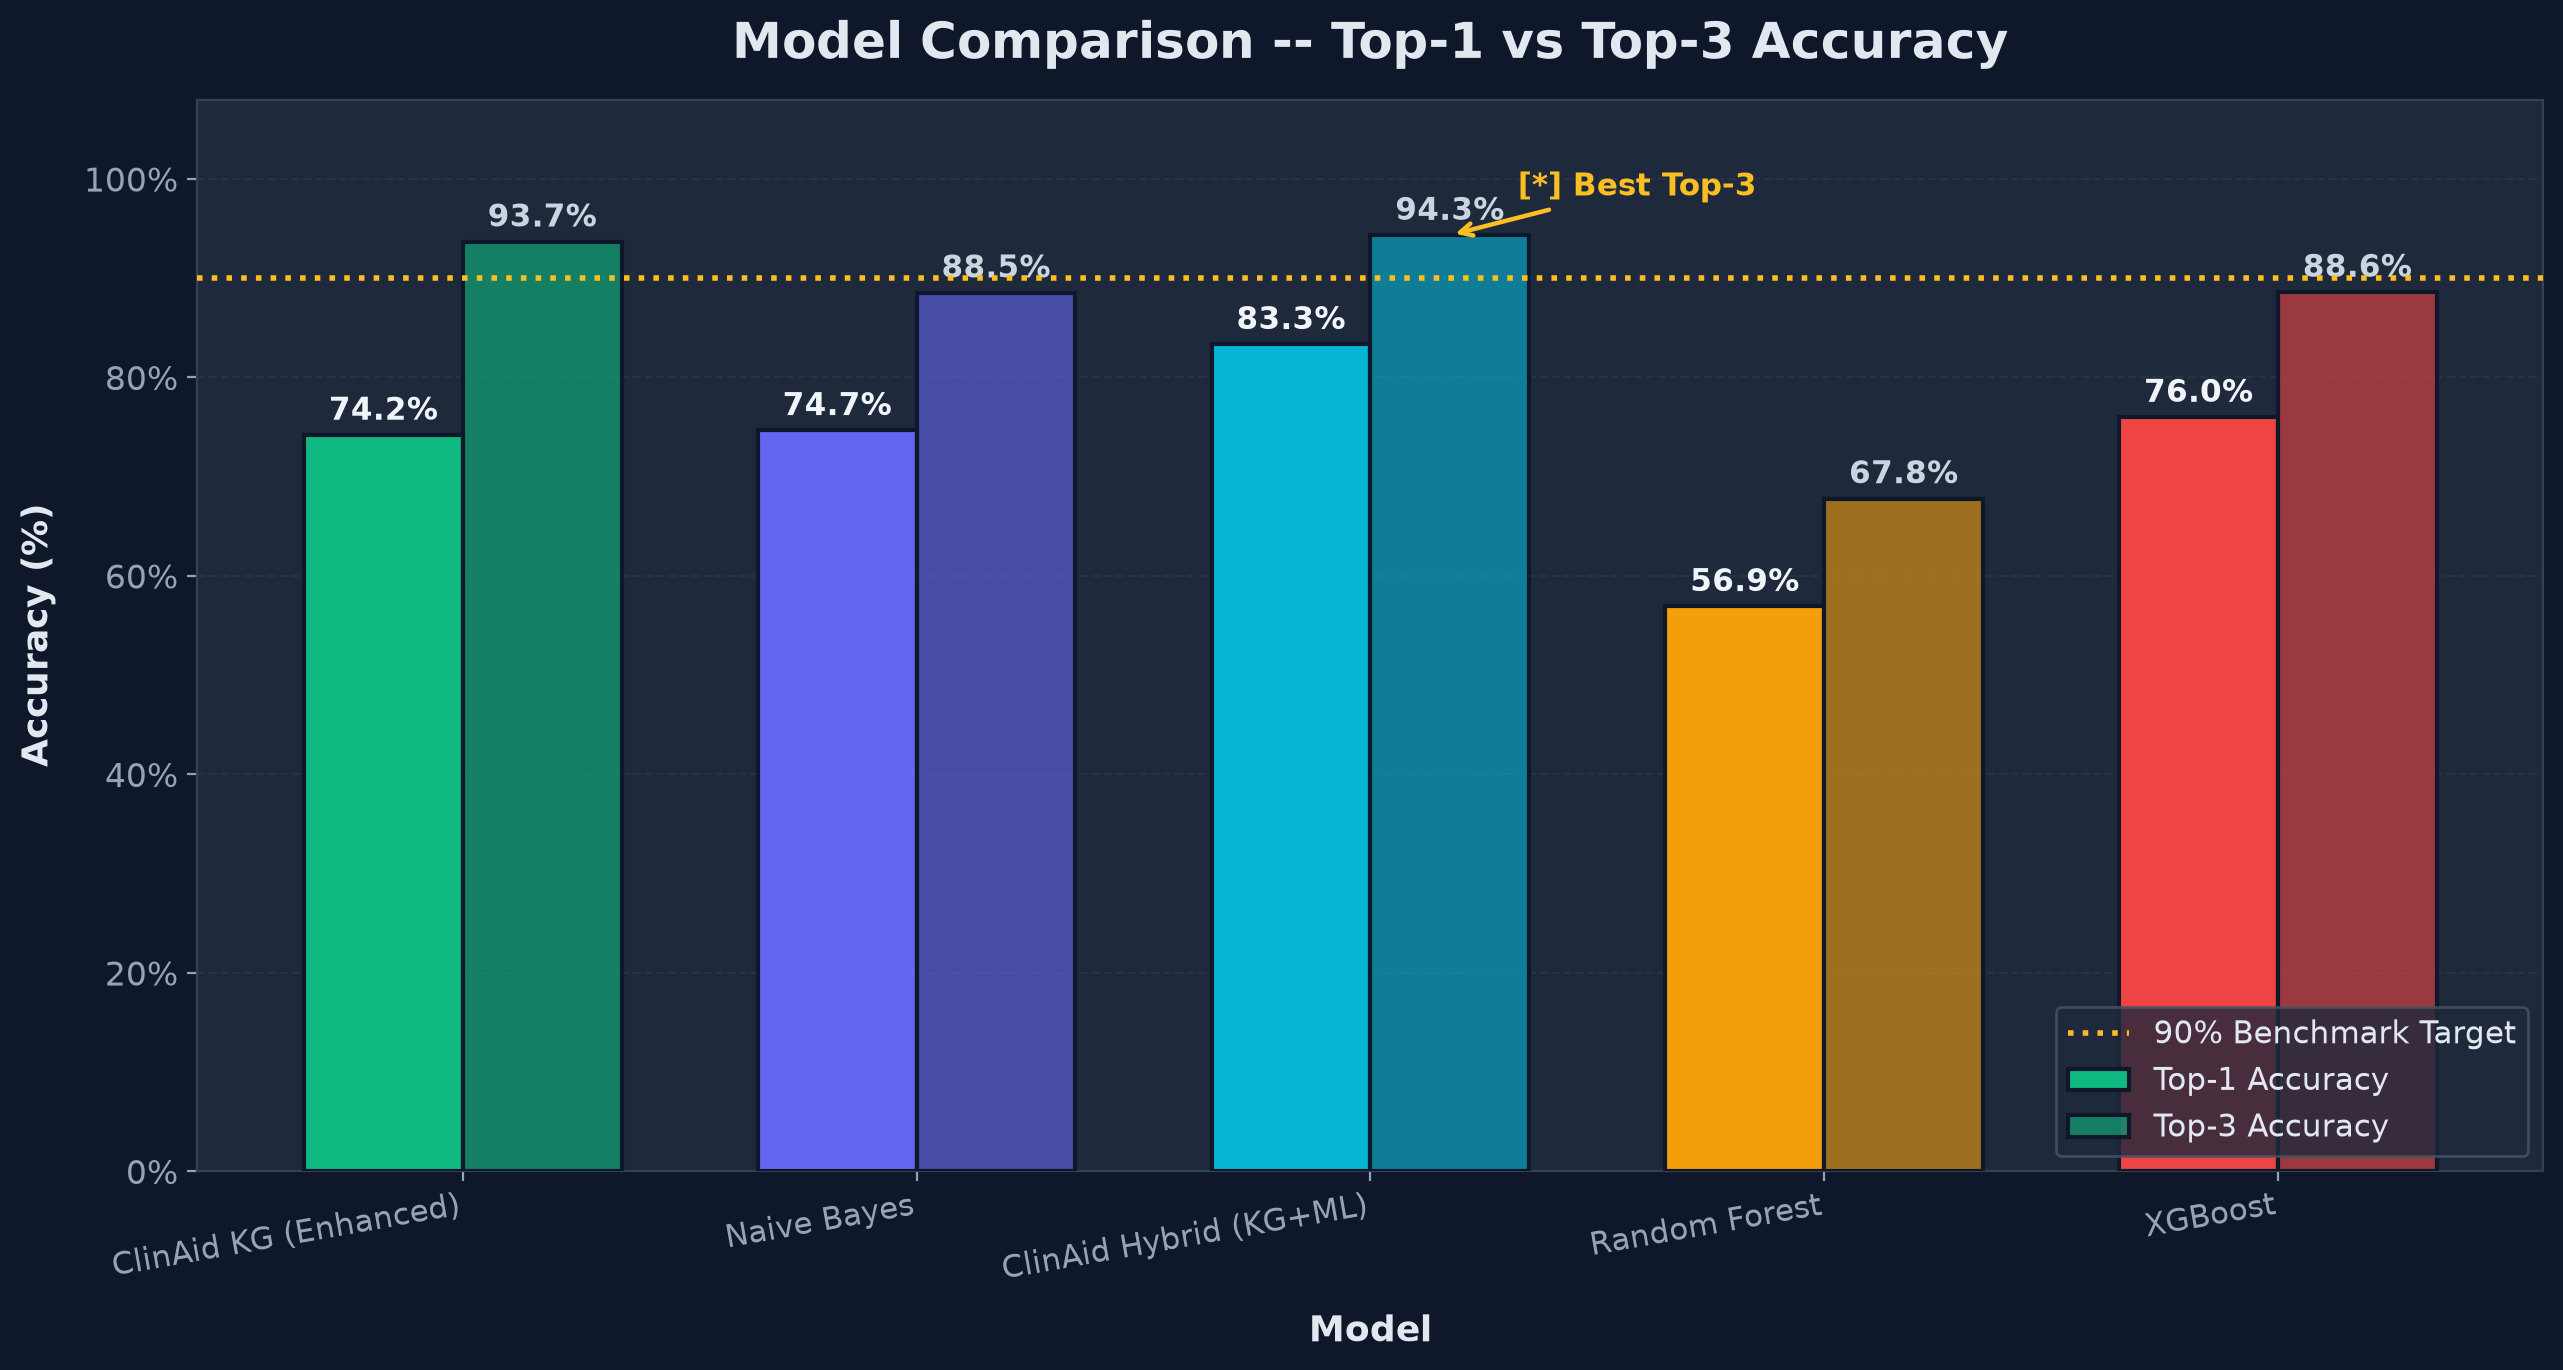 Model Comparison -- Top-1 vs Top-3 Accuracy
Accuracy (%)
100%
80%
60%
40%
20%
0%
74.2%
93.7%
74.7%
88.5%
83.3%
94.3%
[*] Best Top-3
56.9%
67.8%
76.0%
88.6%
90% Benchmark Target
Top-1 Accuracy
Top-3 Accuracy
ClinAid KG (Enhanced)
Naive Bayes
ClinAid Hybrid (KG+ML)
Random Forest
XGBoost
Model